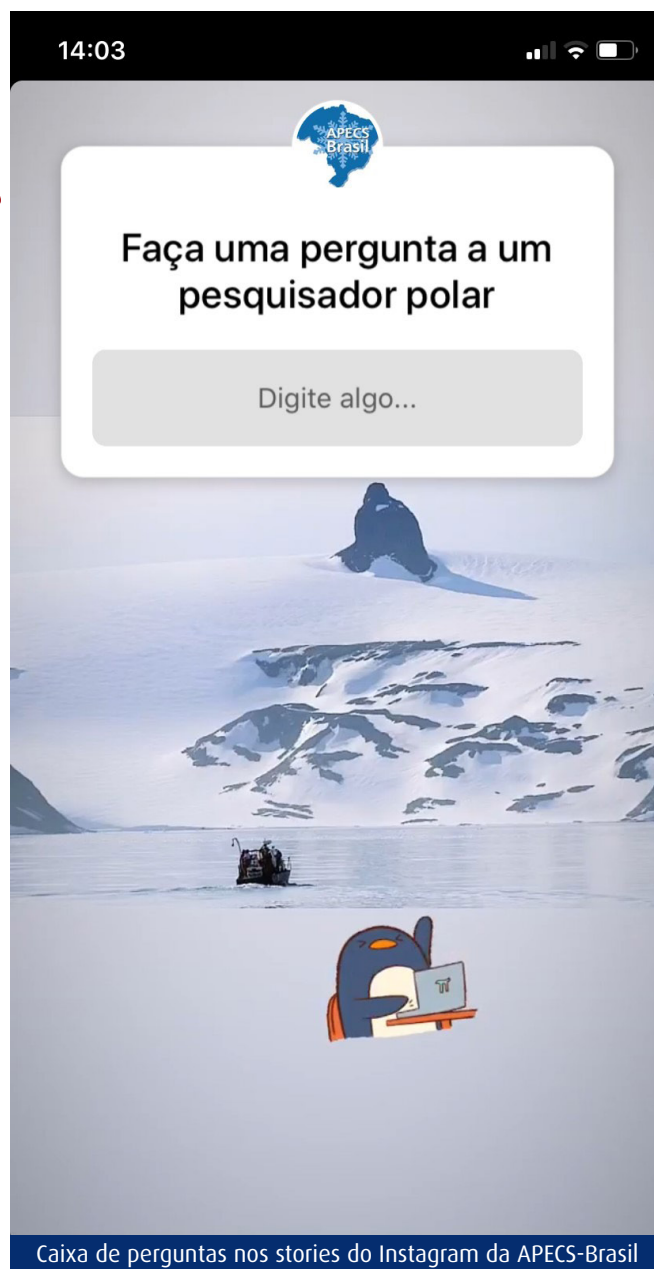 14:03
APECS
Brasil
Faça uma pergunta a um
pesquisador polar
Digite algo...
Caixa de perguntas nos stories do Instagram da APECS-Brasil